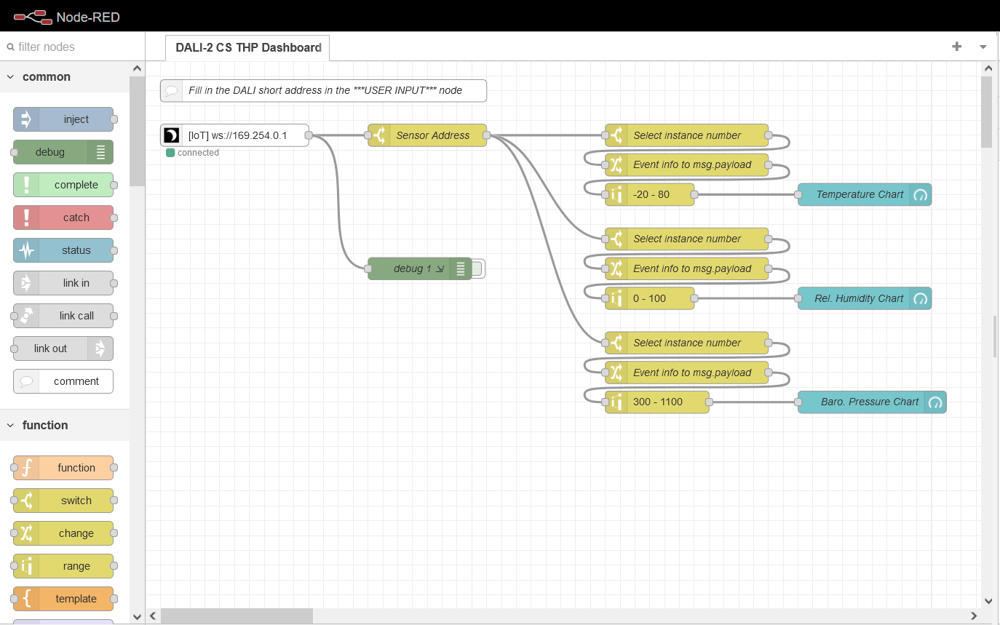 Node-RED
filter nodes
DALI-2 CS THP Dashboard
common
inject
debug
complete
catch
status
link in
link call
link out
comment
function
function
switch
change
range
template
Fill in the DALI short address in the ***USER INPUT*** node
[IoT] ws://169.254.0.1
connected
Sensor Address
debug 1
Select instance number
Event info to msg.payload
-20 - 80
Temperature Chart
Select instance number
Event info to msg.payload
0 - 100
Rel. Humidity Chart
Select instance number
Event info to msg.payload
300 - 1100
Baro. Pressure Chart